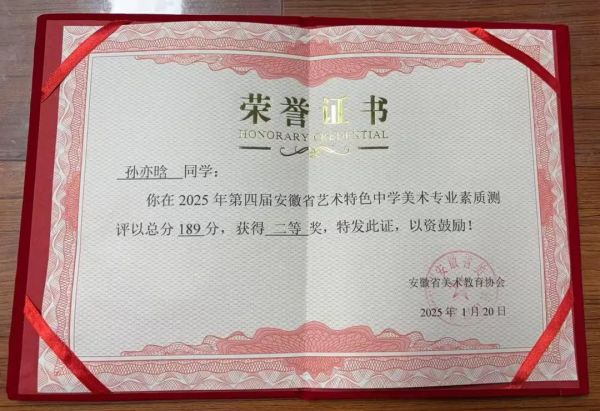 荣誉证书
HONORARY CREDENTIAL
孙亦晗 同学：
你在 2025 年第四届安徽省艺术特色中学美术专业素质测
评以总分 189 分，获得 二等 奖，特发此证，以资鼓励！
安徽省美术教育协会
2025 年 1 月 20 日